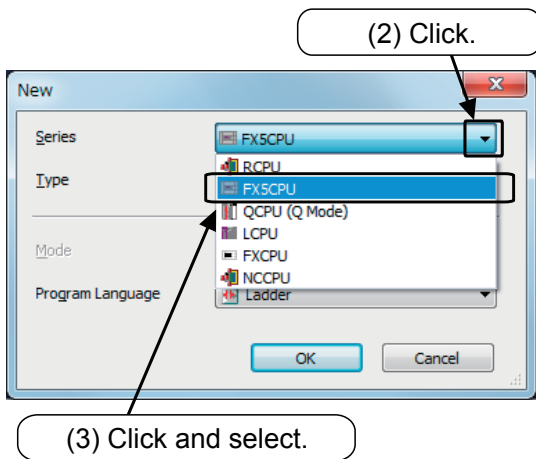 (2) Click.
New
Series
FX5CPU
RCPU
Type
FX5CPU
QCPU (Q Mode)
LCPU
Mode
FXCPU
NCCPU
Program Language
Ladder
OK
Cancel
(3) Click and select.